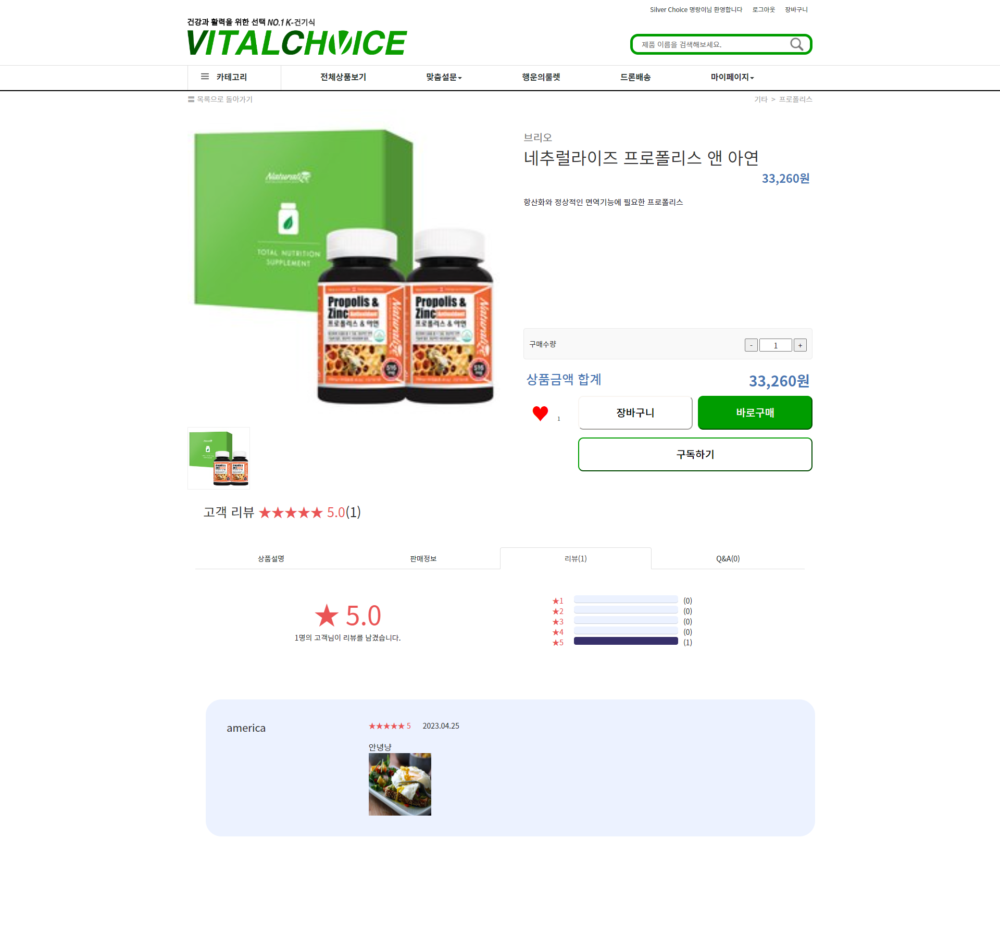 Silver Choice 명랑이님 환영합니다 로그아웃 장바구니
건강과 활력을 위한 선택 NO.1 K-건기식
VITALCHOICE
제품 이름을 검색해보세요.
카테고리 전체상품보기 맞춤설문 행운의룰렛 드론배송 마이페이지
목록으로 돌아가기 기타 > 프로폴리스
브리오
네추럴라이즈 프로폴리스 앤 아연
33,260원
항산화와 정상적인 면역기능에 필요한 프로폴리스
Naturalize
TOTAL NUTRITION
SUPPLEMENT
Propolis &
Zinc
프로폴리스 & 아연
Naturalize
516
mg
Propolis &
Zinc
프로폴리스 & 아연
Naturalize
516
mg
구매수량 - 1 +
상품금액 합계 33,260원
1 장바구니 바로구매
구독하기
Propolis &
Zinc
Propolis &
Zinc
고객 리뷰 ★★★★★ 5.0(1)
상품설명 판매정보 리뷰(1) Q&A(0)
★ 5.0
1명의 고객님이 리뷰를 남겼습니다.
★1 (0)
★2 (0)
★3 (0)
★4 (0)
★5 (1)
america ★★★★★ 5 2023.04.25
안녕냥